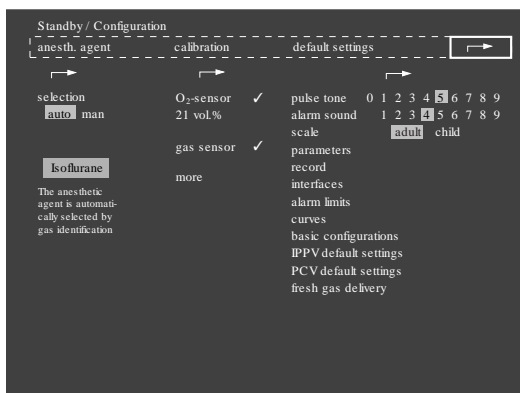 Standby / Configuration
anesth. agent calibration default settings
selection
auto man
Isoflurane
The anesthetic
agent is automati-
cally selected by
gas identification
O₂-sensor ✓
21 vol.%
gas sensor ✓
more
pulse tone 0 1 2 3 4 5 6 7 8 9
alarm sound 1 2 3 4 5 6 7 8 9
scale adult child
parameters
record
interfaces
alarm limits
curves
basic configurations
IPPV default settings
PCV default settings
fresh gas delivery